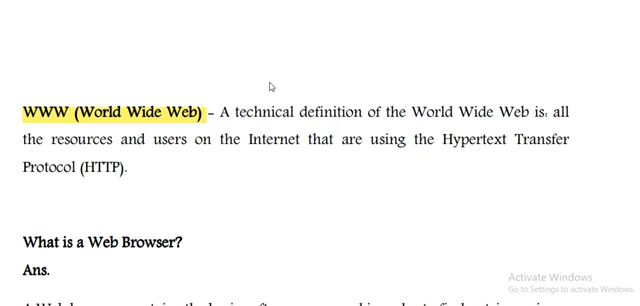 WWW (World Wide Web) – A technical definition of the World Wide Web is: all
the resources and users on the Internet that are using the Hypertext Transfer
Protocol (HTTP).
What is a Web Browser?
Ans.
Activate Windows
Go to Settings to activate Windows.